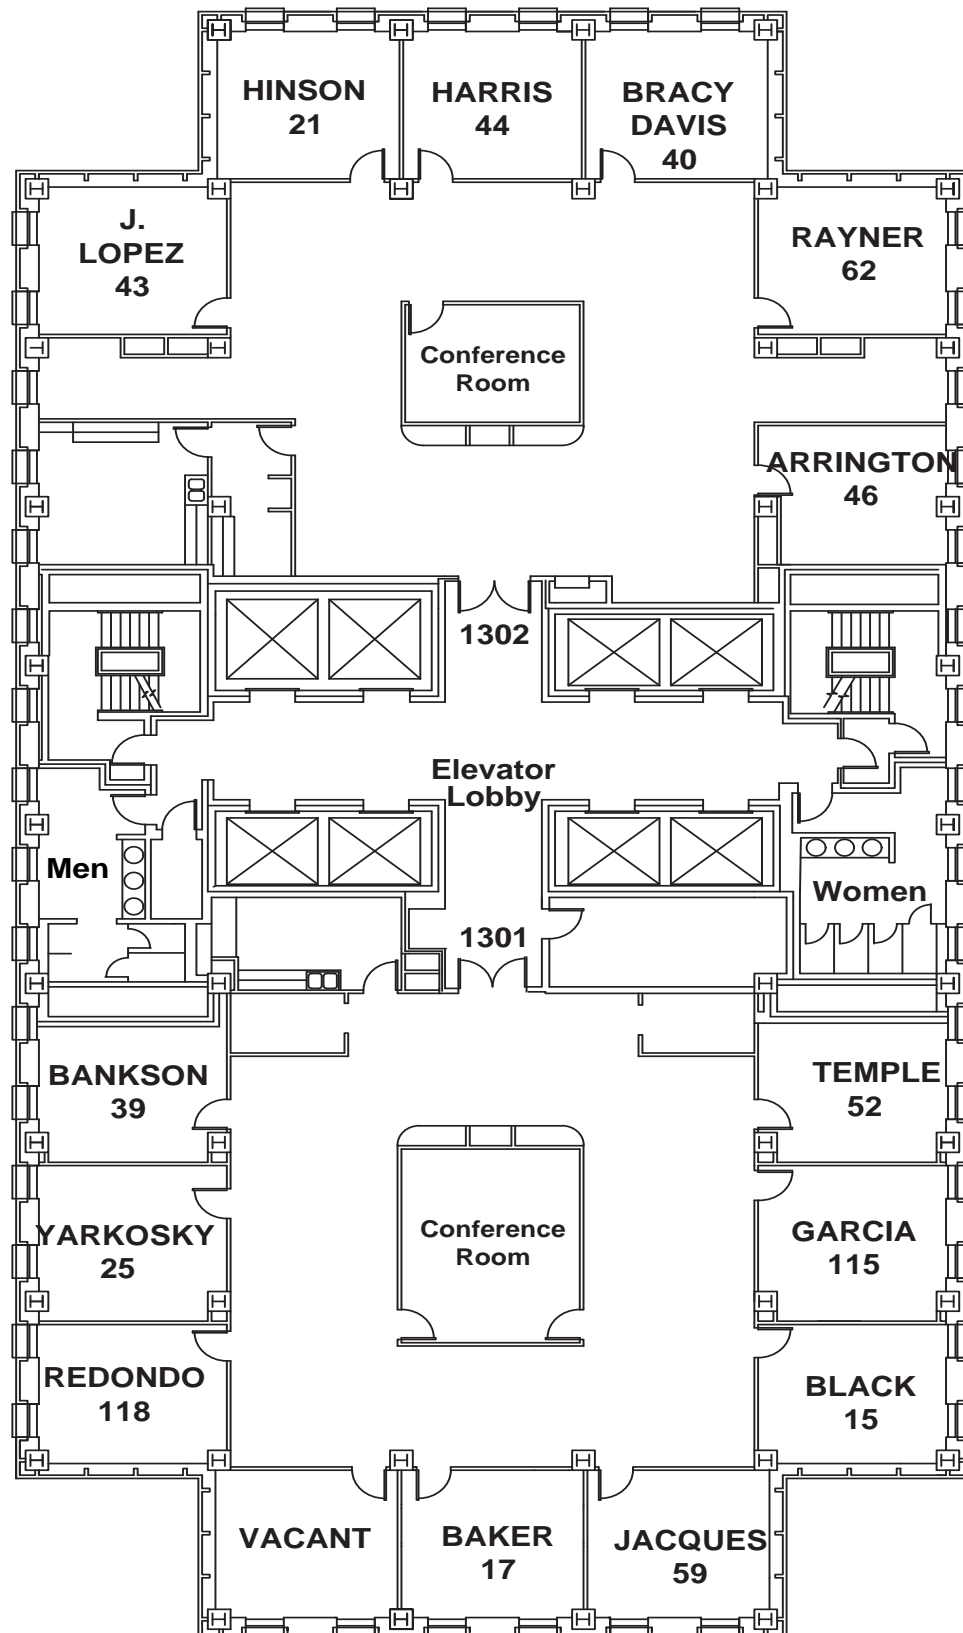 HINSON
21
HARRIS
44
BRACY
DAVIS
40
J.
LOPEZ
43
RAYNER
62
Conference
Room
ARRINGTON
46
1302
Elevator
Lobby
Men
Women
1301
BANKSON
39
TEMPLE
52
YARKOSKY
25
Conference
Room
GARCIA
115
REDONDO
118
BLACK
15
VACANT
BAKER
17
JACQUES
59